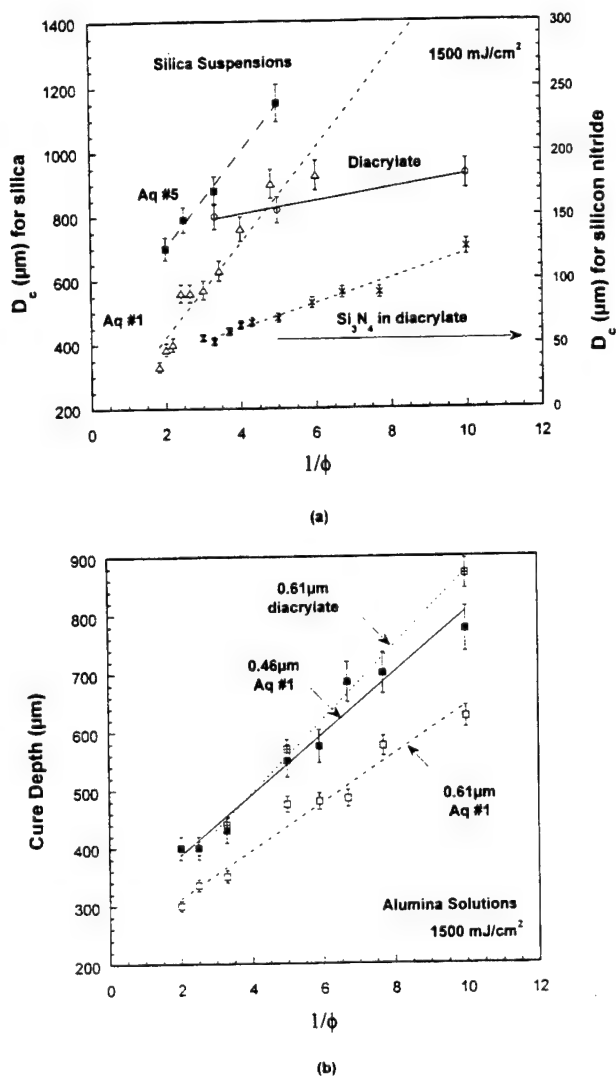 1400
1200
1000
800
600
400
200
300
250
200
150
100
50
0
0
2
4
6
8
10
12
D_c (µm) for silica
D_c (µm) for silicon nitride
1/ϕ
Silica Suspensions
1500 mJ/cm²
Diacrylate
Aq #5
Aq #1
Si₃N₄ in diacrylate
(a)
900
800
700
600
500
400
300
200
0
2
4
6
8
10
12
Cure Depth (µm)
1/ϕ
0.61µm
diacrylate
0.46µm
Aq #1
0.61µm
Aq #1
Alumina Solutions
1500 mJ/cm²
(b)